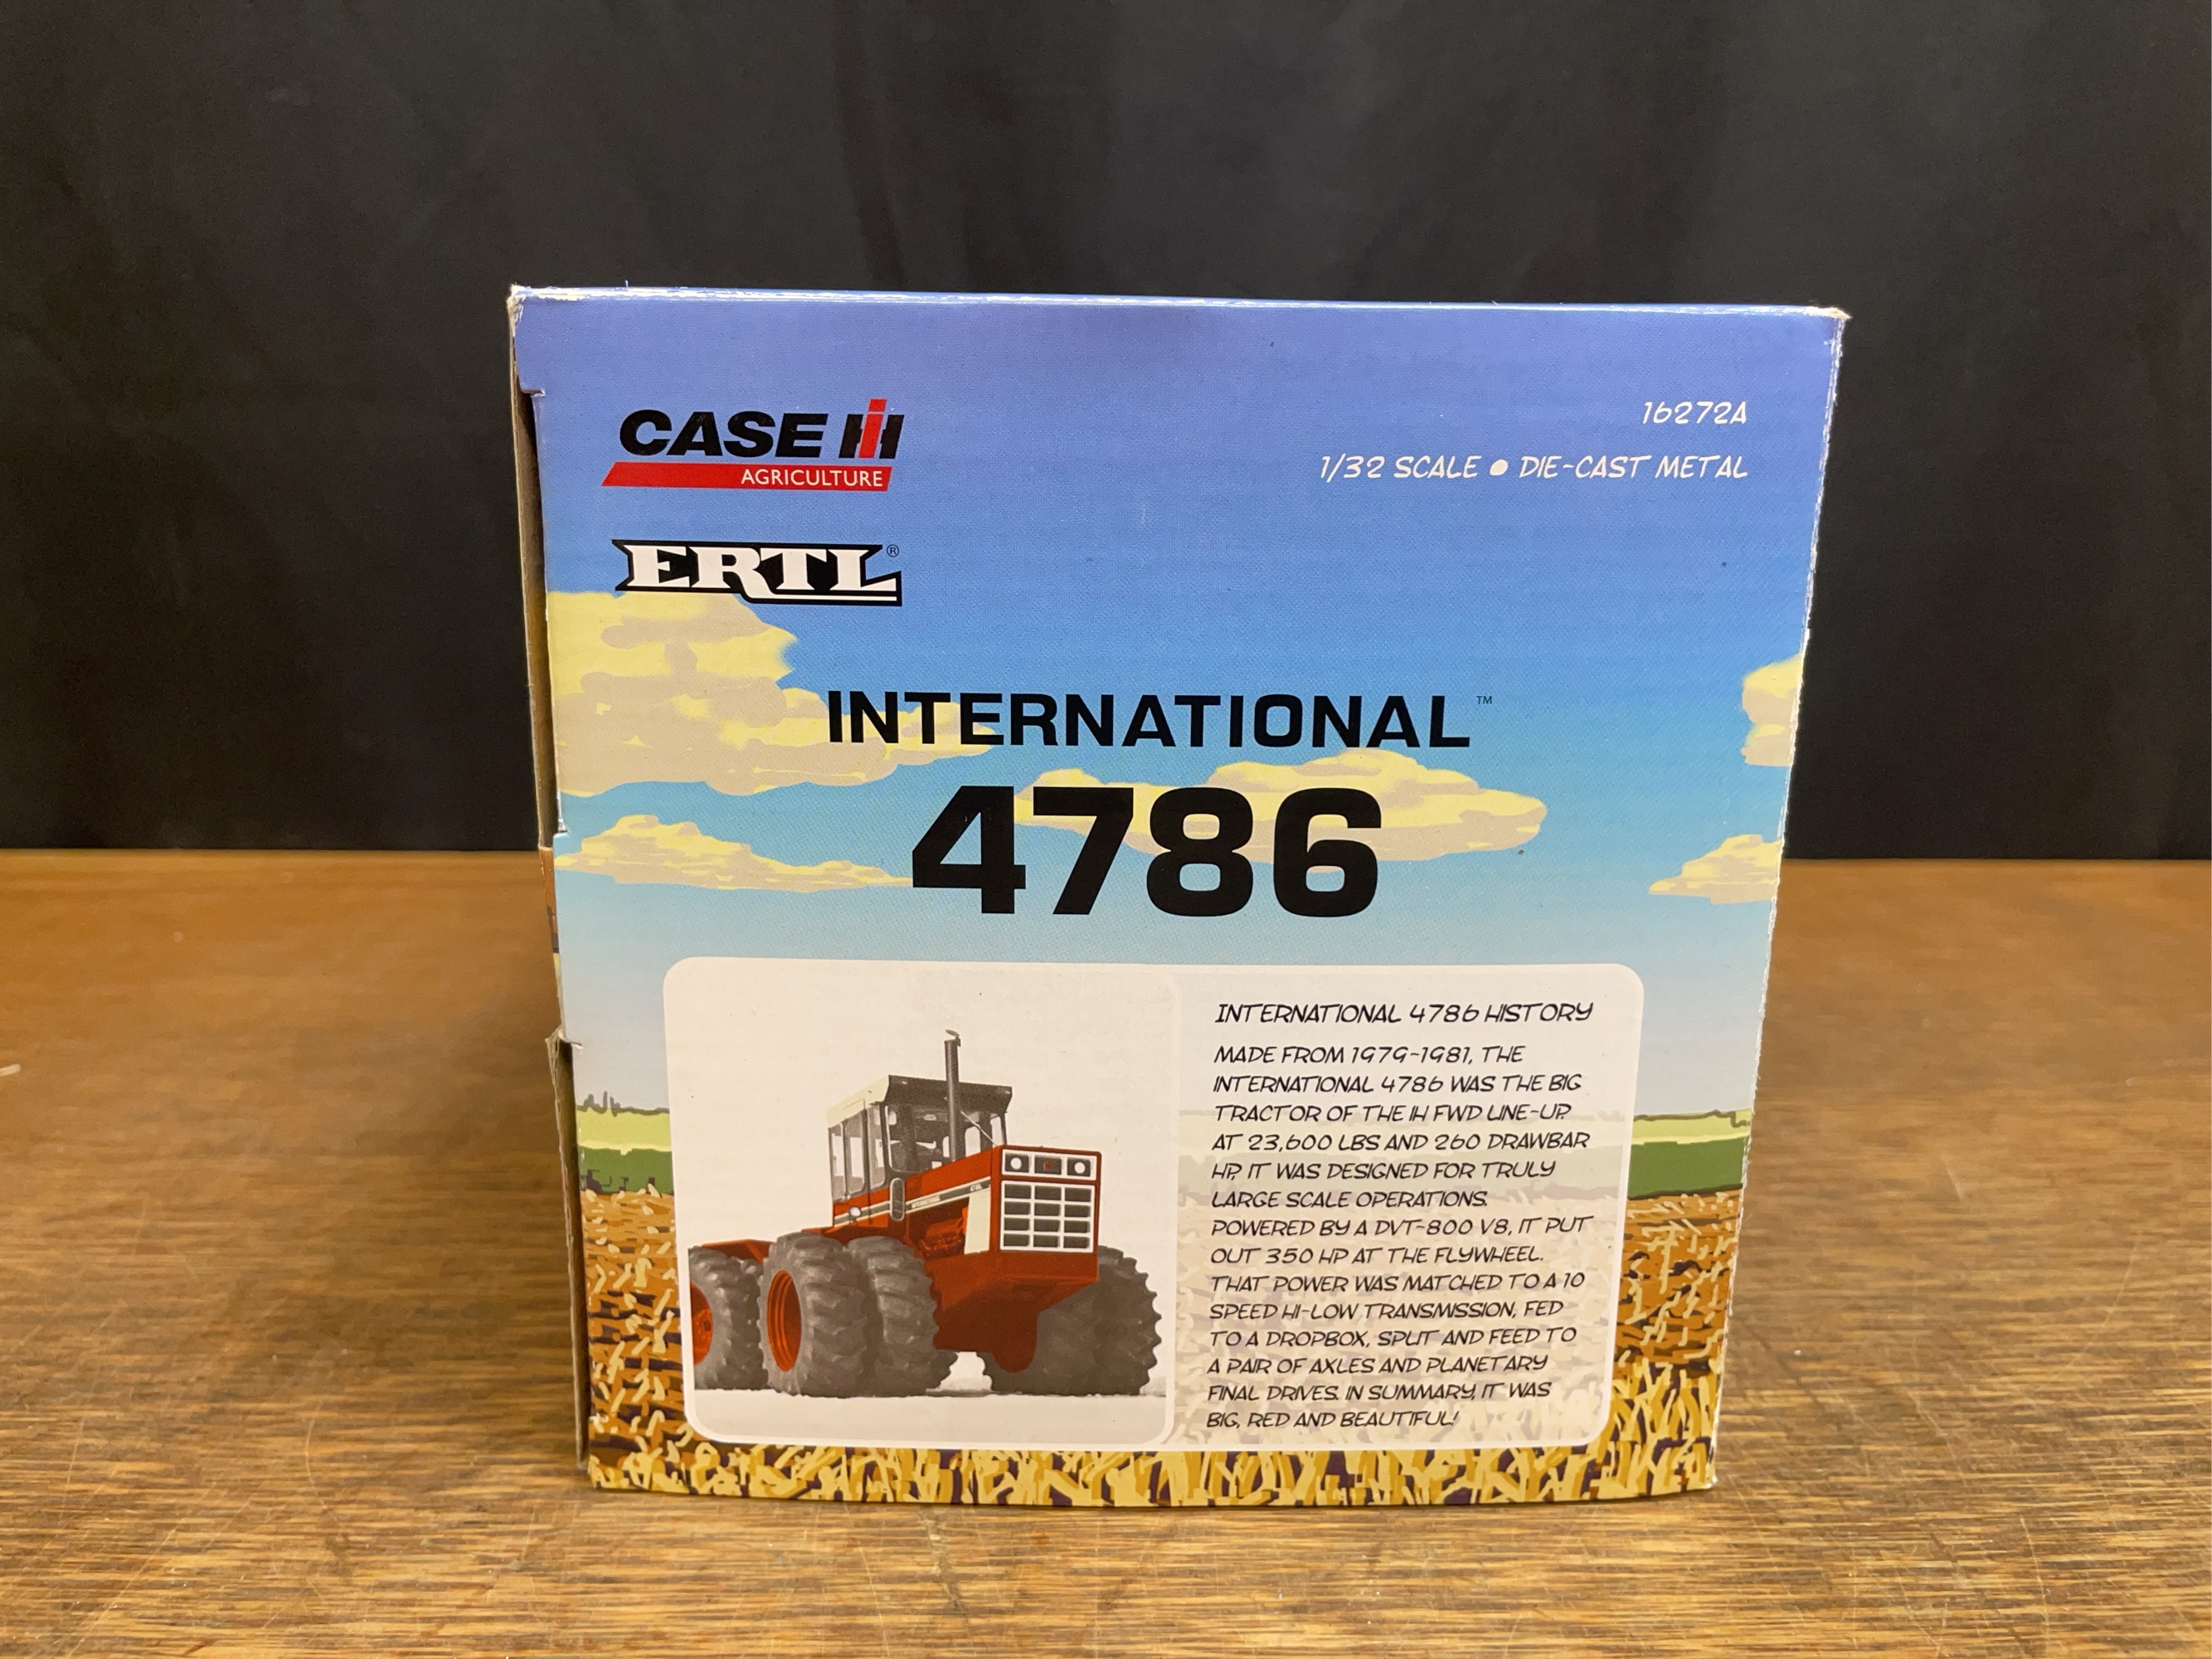 CASE IH
AGRICULTURE
16272A
1/32 SCALE ● DIE-CAST METAL
ERTL®
INTERNATIONAL™
4786
INTERNATIONAL 4786 HISTORY
MADE FROM 1979-1981, THE
INTERNATIONAL 4786 WAS THE BIG
TRACTOR OF THE IH FWD LINE-UP.
AT 23,600 LBS AND 260 DRAWBAR
HP, IT WAS DESIGNED FOR TRULY
LARGE SCALE OPERATIONS.
POWERED BY A DVT-800 V8, IT PUT
OUT 350 HP AT THE FLYWHEEL.
THAT POWER WAS MATCHED TO A 10
SPEED HI-LOW TRANSMISSION, FED
TO A DROPBOX, SPLIT AND FEED TO
A PAIR OF AXLES AND PLANETARY
FINAL DRIVES. IN SUMMARY, IT WAS
BIG, RED AND BEAUTIFUL!